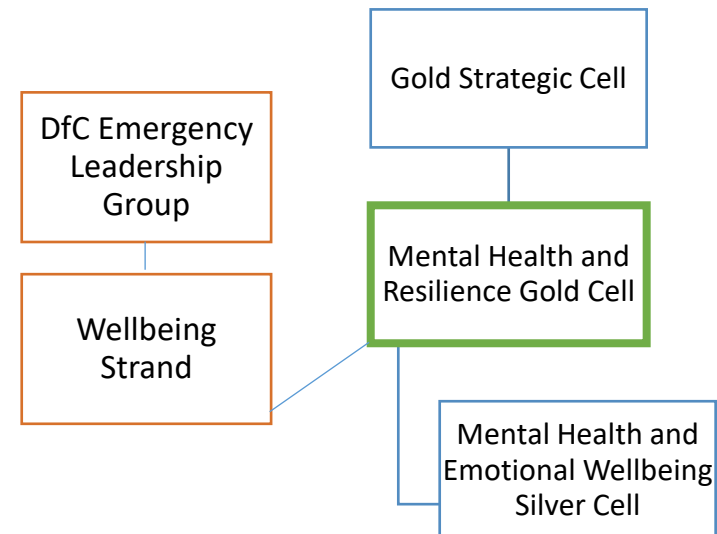 Gold Strategic Cell
DfC Emergency
Leadership
Group
Mental Health and
Resilience Gold Cell
Wellbeing
Strand
Mental Health and
Emotional Wellbeing
Silver Cell